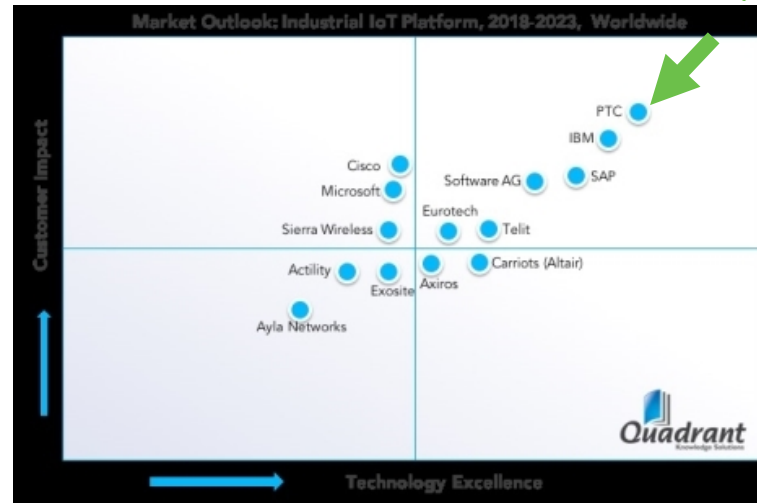 Market Outlook: Industrial IoT Platform, 2018-2023, Worldwide
Customer Impact
PTC
IBM
Cisco
Software AG
SAP
Microsoft
Eurotech
Sierra Wireless
Telit
Actility
Carriots (Altair)
Exosite
Axiros
Ayla Networks
Quadrant
Knowledge Solutions
Technology Excellence